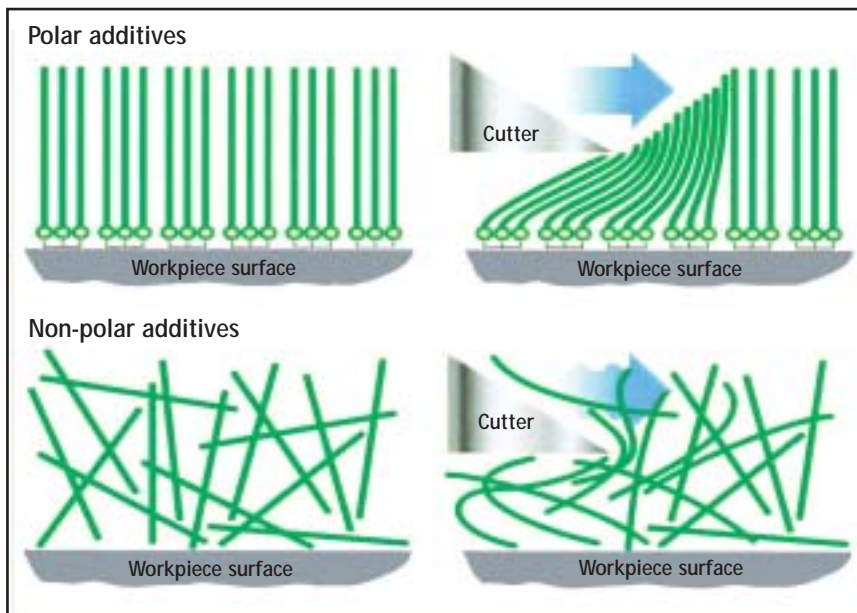 Polar additives
Cutter
Workpiece surface
Workpiece surface
Non-polar additives
Cutter
Workpiece surface
Workpiece surface